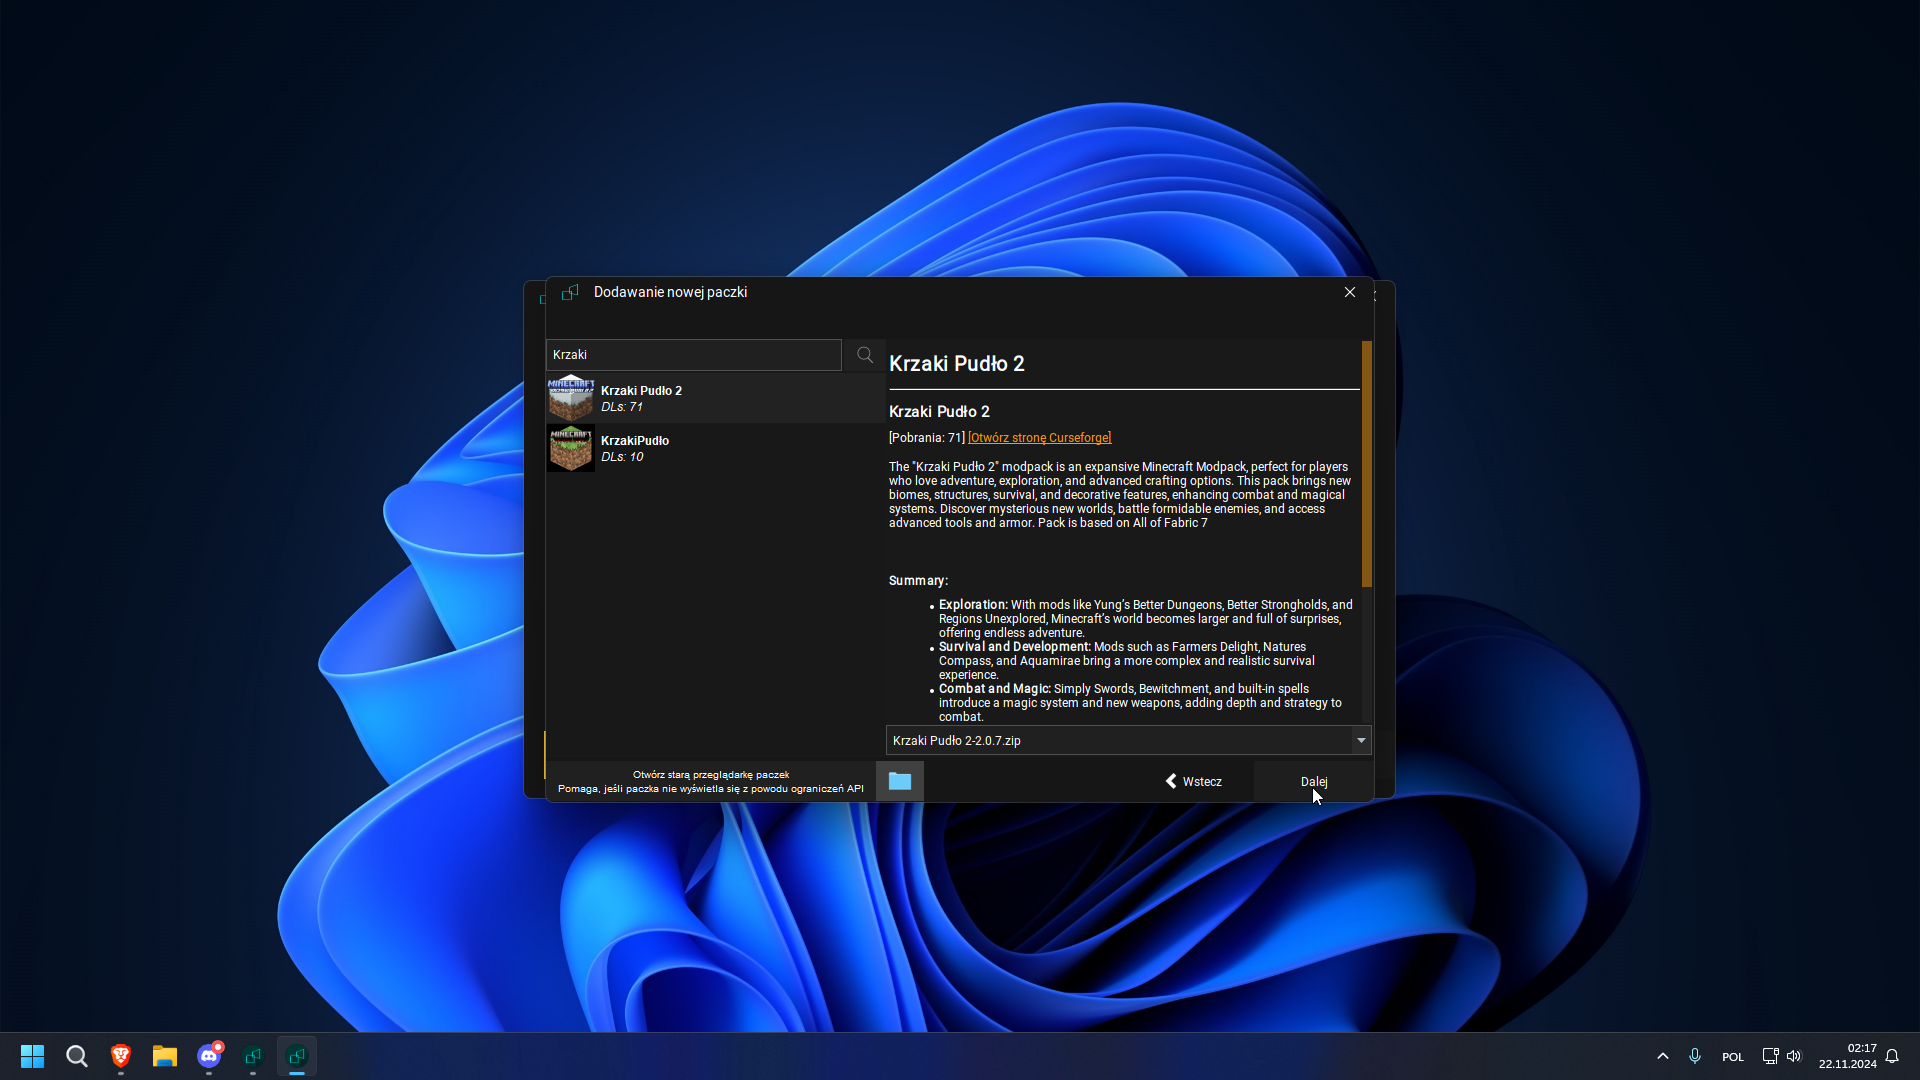 Dodawanie nowej paczki
Krzaki
Krzaki Pudło 2
DLs: 71
KrzakiPudło
DLs: 10
Krzaki Pudło 2
Krzaki Pudło 2
[Pobrania: 71] [Otwórz stronę Curseforge]
The "Krzaki Pudło 2" modpack is an expansive Minecraft Modpack, perfect for players
who love adventure, exploration, and advanced crafting options. This pack brings new
biomes, structures, survival, and decorative features, enhancing combat and magical
systems. Discover mysterious new worlds, battle formidable enemies, and access
advanced tools and armor. Pack is based on All of Fabric 7
Summary:
• Exploration: With mods like Yung's Better Dungeons, Better Strongholds, and
Regions Unexplored, Minecraft's world becomes larger and full of surprises,
offering endless adventure.
• Survival and Development: Mods such as Farmers Delight, Natures
Compass, and Aquamirae bring a more complex and realistic survival
experience.
• Combat and Magic: Simply Swords, Bewitchment, and built-in spells
introduce a magic system and new weapons, adding depth and strategy to
combat.
Krzaki Pudło 2-2.0.7.zip
Otwórz starą przeglądarkę paczek
Pomaga, jeśli paczka nie wyświetla się z powodu ograniczeń API
Wstecz
Dalej
MINECRAFT
MINECRAFT
POL
02:17
22.11.2024